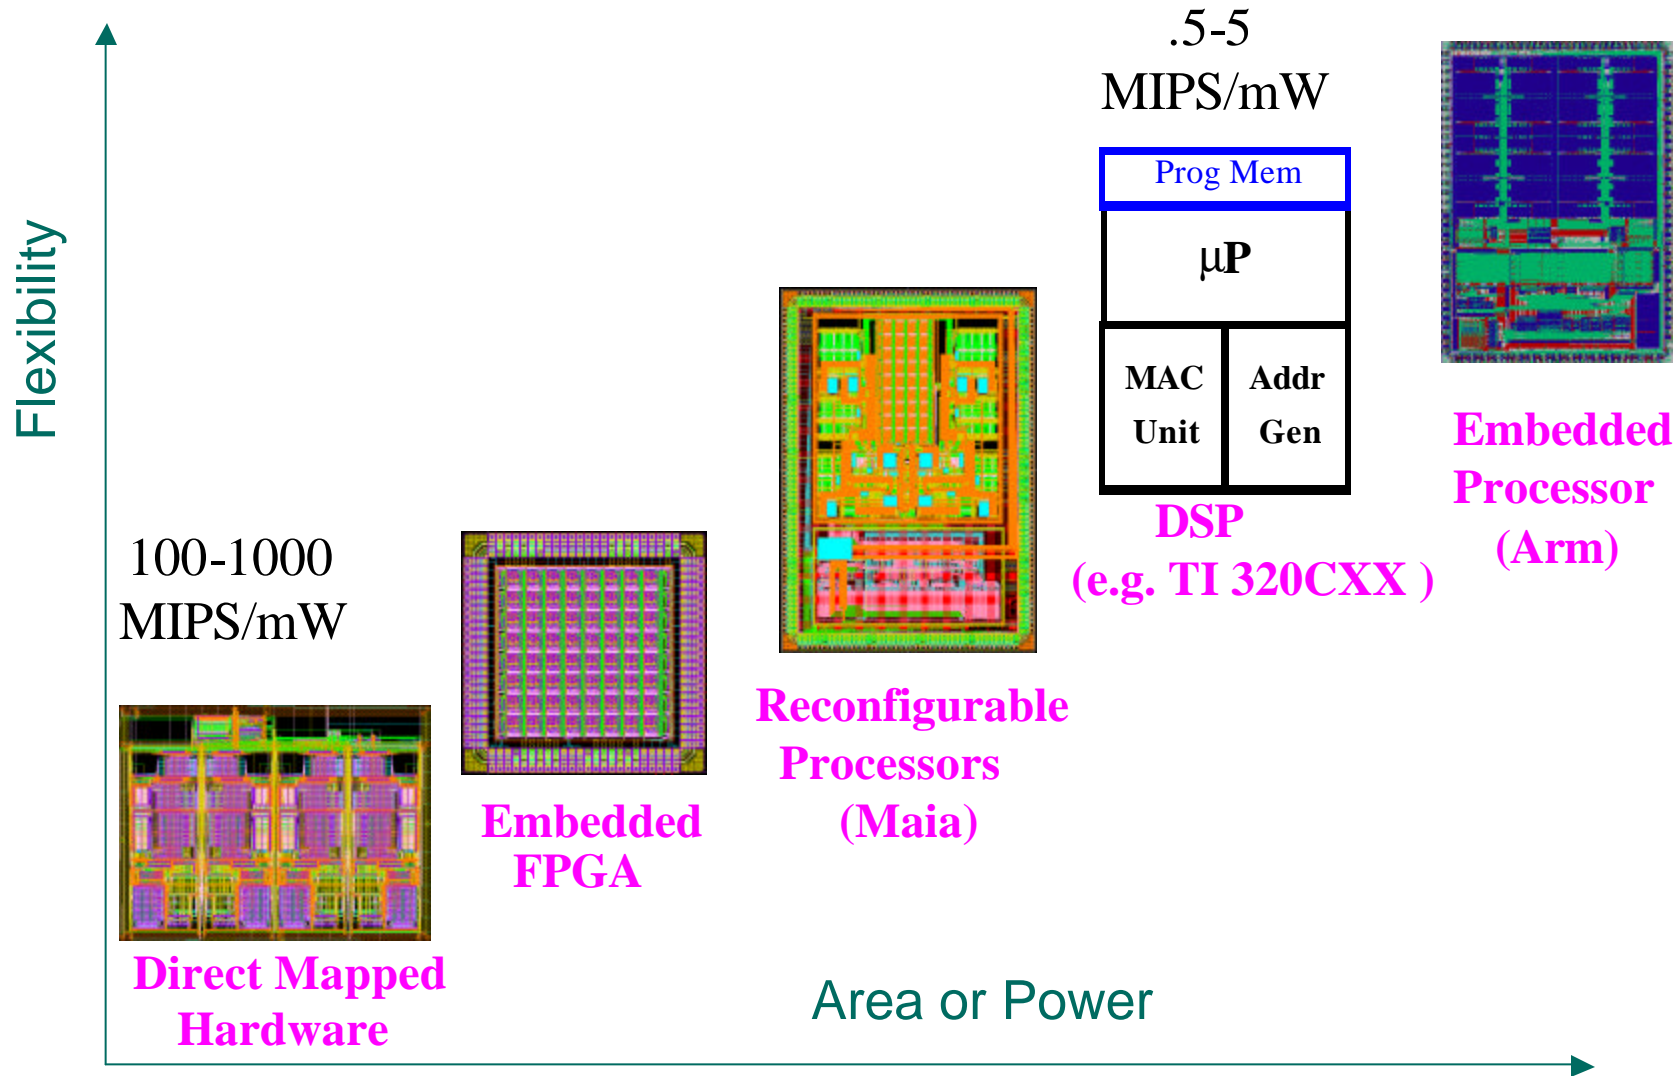 .5-5
MIPS/mW
Prog Mem
µP
MAC
Unit
Addr
Gen
DSP
(e.g. TI 320CXX )
Embedded
Processor
(Arm)
Flexibility
100-1000
MIPS/mW
Reconfigurable
Processors
(Maia)
Embedded
FPGA
Direct Mapped
Hardware
Area or Power